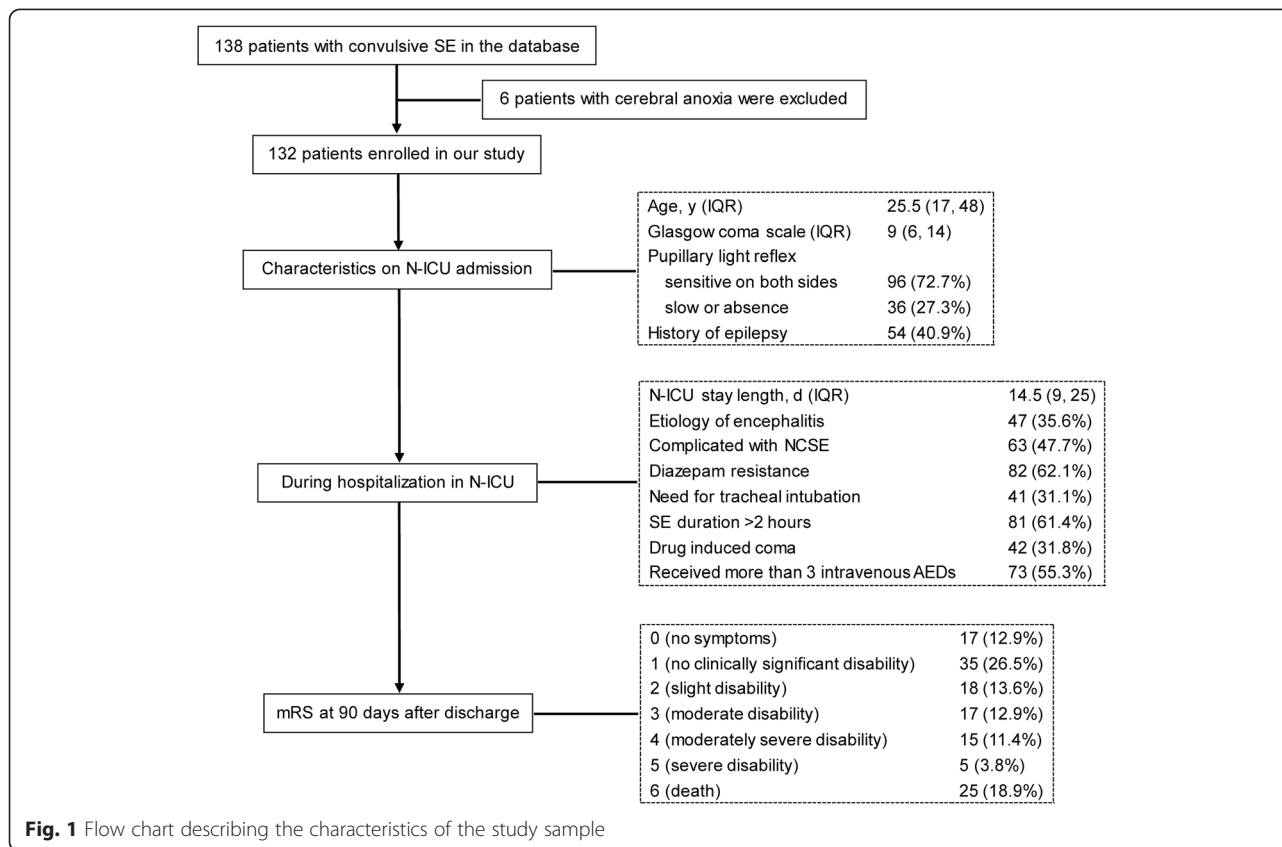 138 patients with convulsive SE in the database
6 patients with cerebral anoxia were excluded
132 patients enrolled in our study
Characteristics on N-ICU admission
Age, y (IQR) 25.5 (17, 48)
Glasgow coma scale (IQR) 9 (6, 14)
Pupillary light reflex
sensitive on both sides 96 (72.7%)
slow or absence 36 (27.3%)
History of epilepsy 54 (40.9%)
During hospitalization in N-ICU
N-ICU stay length, d (IQR) 14.5 (9, 25)
Etiology of encephalitis 47 (35.6%)
Complicated with NCSE 63 (47.7%)
Diazepam resistance 82 (62.1%)
Need for tracheal intubation 41 (31.1%)
SE duration >2 hours 81 (61.4%)
Drug induced coma 42 (31.8%)
Received more than 3 intravenous AEDs 73 (55.3%)
mRS at 90 days after discharge
0 (no symptoms) 17 (12.9%)
1 (no clinically significant disability) 35 (26.5%)
2 (slight disability) 18 (13.6%)
3 (moderate disability) 17 (12.9%)
4 (moderately severe disability) 15 (11.4%)
5 (severe disability) 5 (3.8%)
6 (death) 25 (18.9%)
Fig. 1 Flow chart describing the characteristics of the study sample